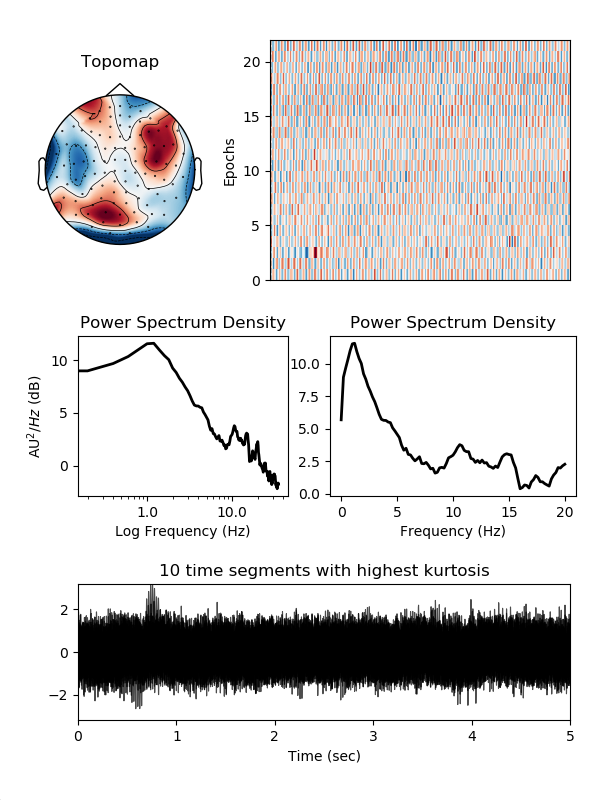 Topomap
Epochs
20
15
10
5
0
Power Spectrum Density
AU²/Hz (dB)
10
5
0
1.0 10.0
Log Frequency (Hz)
Power Spectrum Density
10.0
7.5
5.0
2.5
0.0
0 5 10 15 20
Frequency (Hz)
10 time segments with highest kurtosis
2
0
−2
0 1 2 3 4 5
Time (sec)